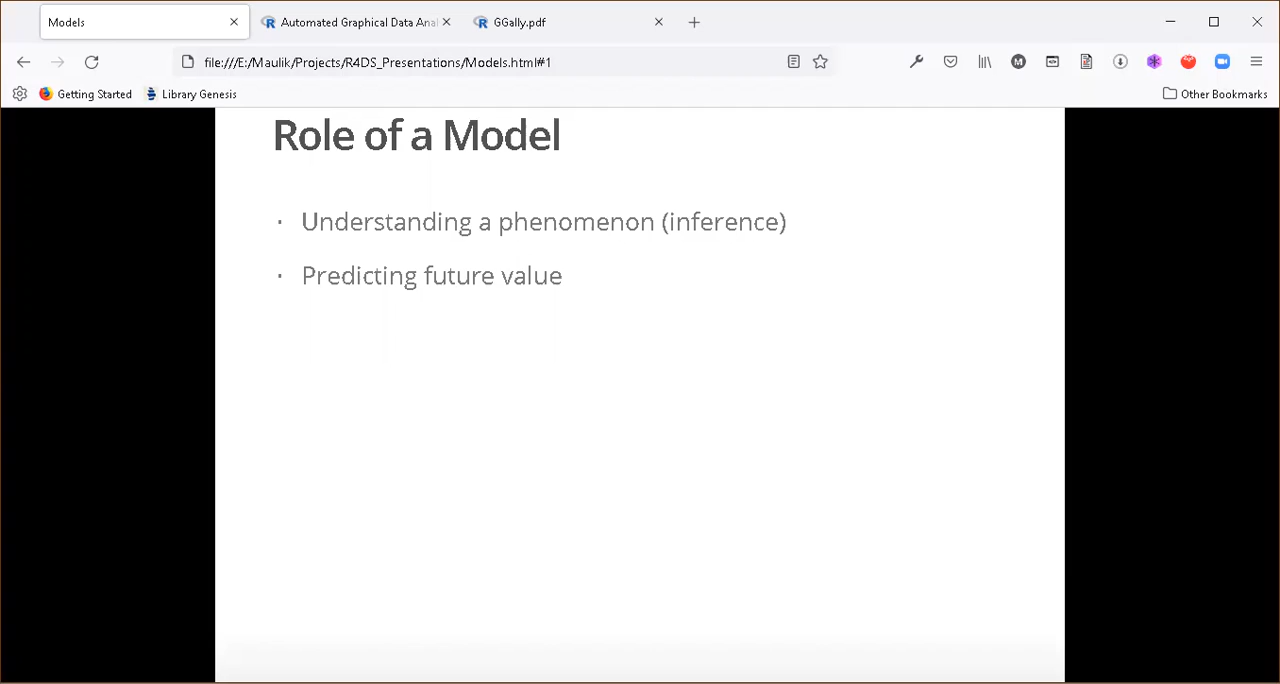 Models
Automated Graphical Data Anal
GGally.pdf
file:///E:/Maulik/Projects/R4DS_Presentations/Models.html#1
Getting Started
Library Genesis
Other Bookmarks
Role of a Model
· Understanding a phenomenon (inference)
· Predicting future value